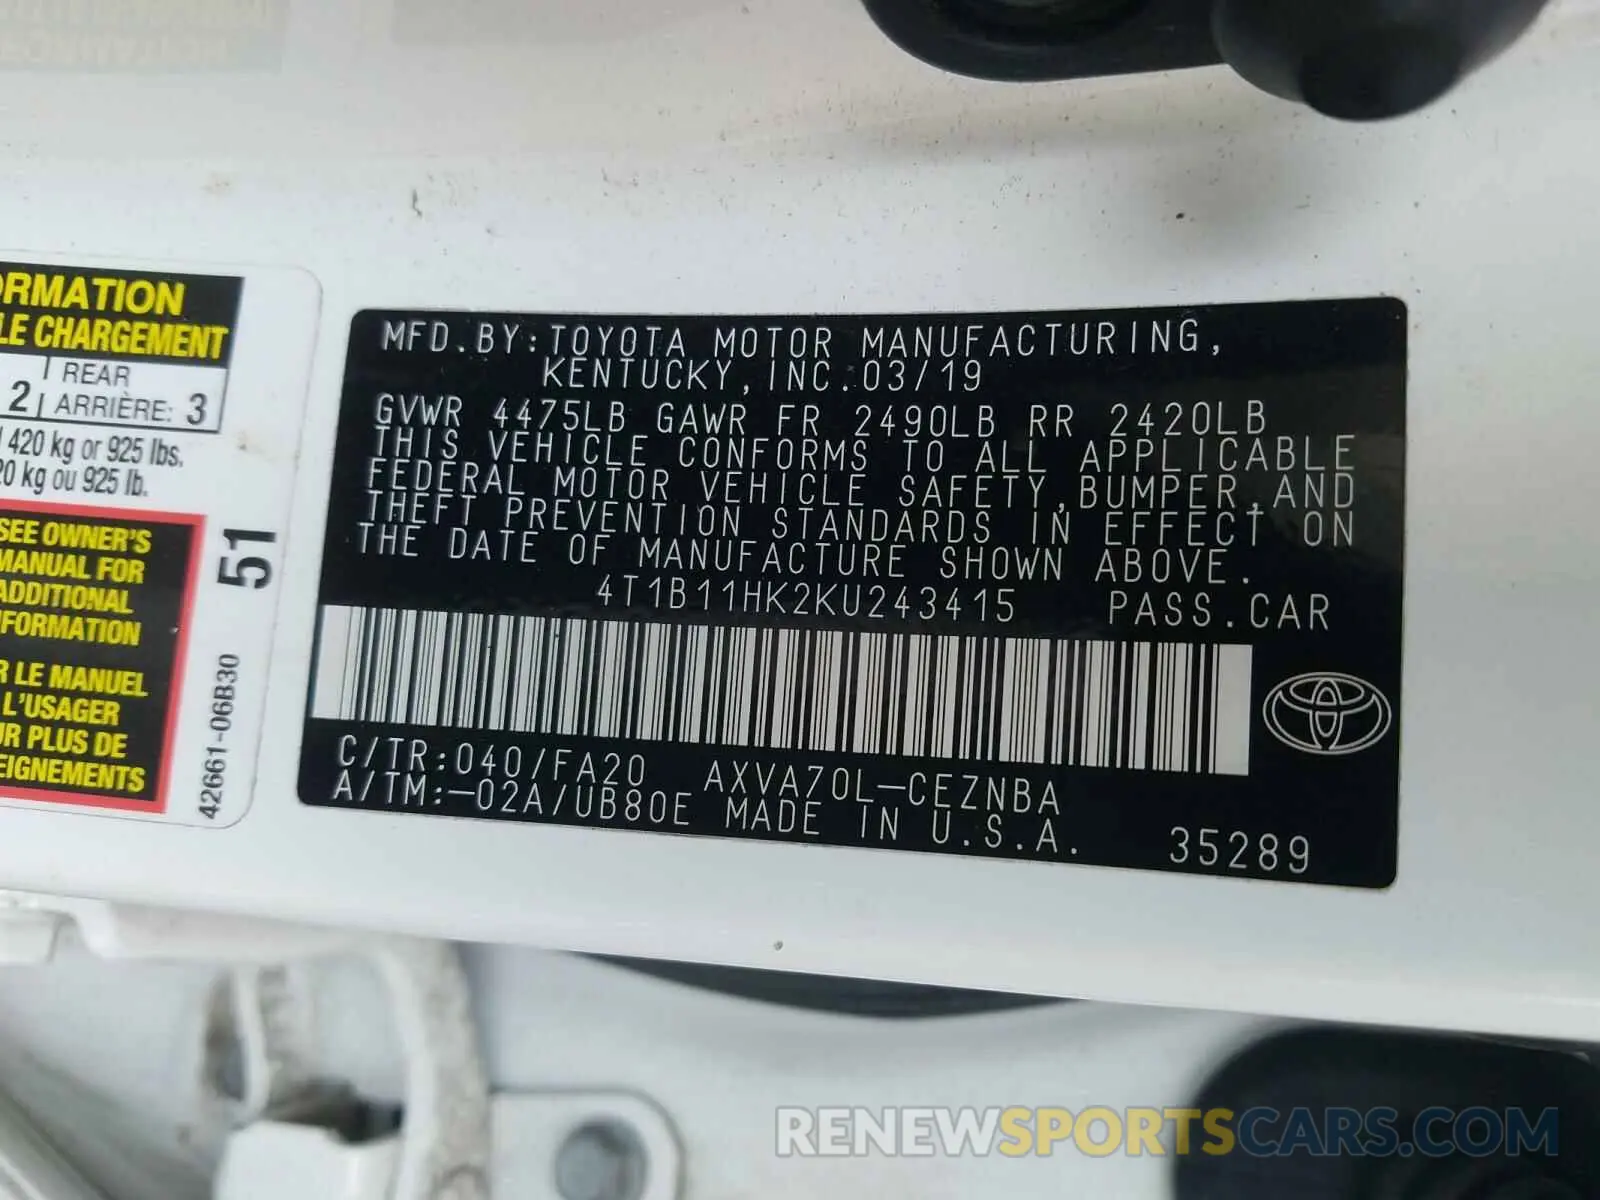 ORMATION
LE CHARGEMENT
REAR
2 ARRIÈRE: 3
420 kg or 925 lbs.
20 kg ou 925 lb.
SEE OWNER'S
MANUAL FOR
ADDITIONAL
FORMATION
R LE MANUEL
L'USAGER
UR PLUS DE
EIGNEMENTS
51
42661-06B30
MFD.BY:TOYOTA MOTOR MANUFACTURING,
KENTUCKY,INC.03/19
GVWR 4475LB GAWR FR 2490LB RR 2420LB
THIS VEHICLE CONFORMS TO ALL APPLICABLE
FEDERAL MOTOR VEHICLE SAFETY,BUMPER,AND
THEFT PREVENTION STANDARDS IN EFFECT ON
THE DATE OF MANUFACTURE SHOWN ABOVE.
4T1B11HK2KU243415 PASS.CAR
C/TR:040/FA20 AXVA70L-CEZNBA
A/TM:-02A/UB80E MADE IN U.S.A. 35289
RENEWSPORTSCARS.COM